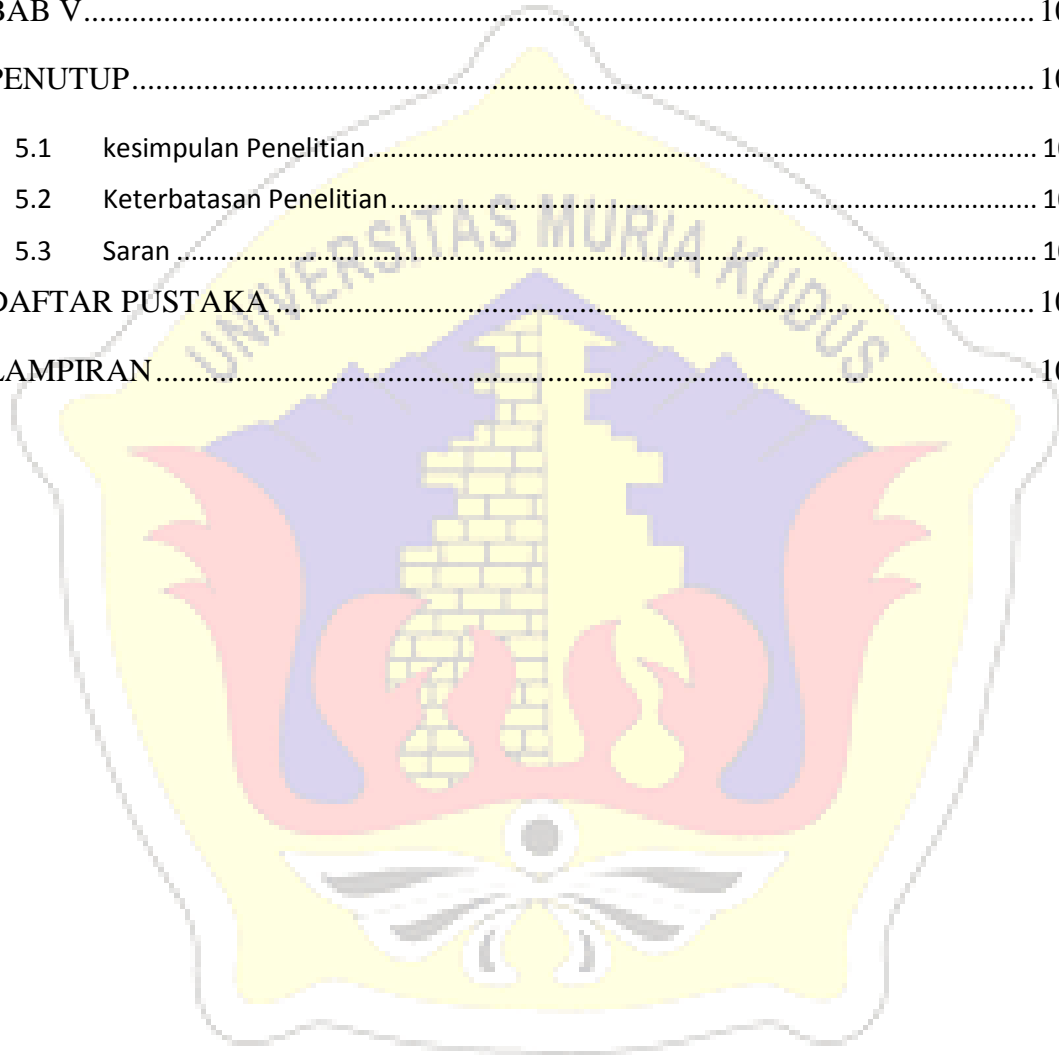 BAB V
PENUTUP
5.1 kesimpulan Penelitian
5.2 Keterbatasan Penelitian
5.3 Saran
DAFTAR PUSTAKA
LAMPIRAN
UNIVERSITAS MURIA KUDUS